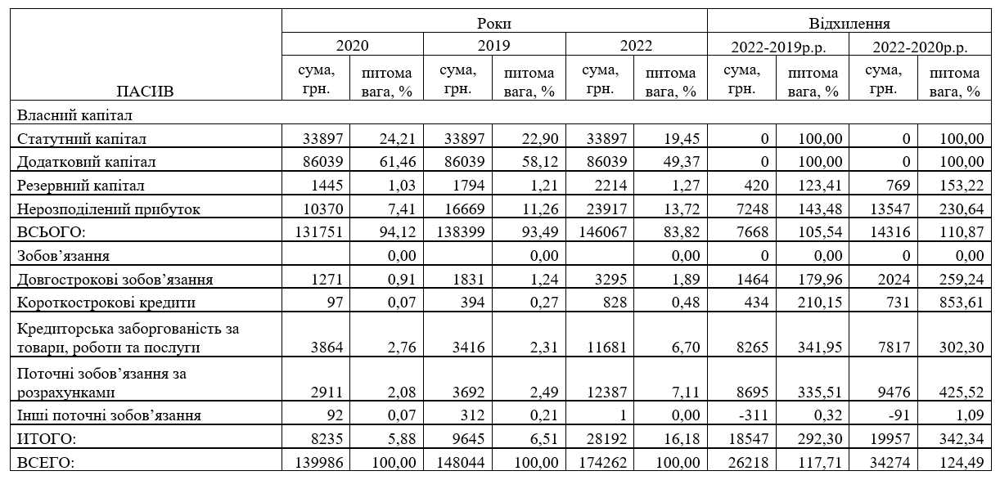 Роки Відхилення
2020 2019 2022 2022-2019р.р. 2022-2020р.р.
ПАСИВ сума, грн. питома вага, % сума, грн. питома вага, % сума, грн. питома вага, % сума, грн. питома вага, % сума, грн. питома вага, %
Власний капітал
Статутний капітал 33897 24,21 33897 22,90 33897 19,45 0 100,00 0 100,00
Додатковий капітал 86039 61,46 86039 58,12 86039 49,37 0 100,00 0 100,00
Резервний капітал 1445 1,03 1794 1,21 2214 1,27 420 123,41 769 153,22
Нерозподілений прибуток 10370 7,41 16669 11,26 23917 13,72 7248 143,48 13547 230,64
ВСЬОГО: 131751 94,12 138399 93,49 146067 83,82 7668 105,54 14316 110,87
Зобов’язання 0,00 0,00 0,00 0 0,00 0 0,00
Довгострокові зобов’язання 1271 0,91 1831 1,24 3295 1,89 1464 179,96 2024 259,24
Короткострокові кредити 97 0,07 394 0,27 828 0,48 434 210,15 731 853,61
Кредиторська заборгованість за
товари, роботи та послуги 3864 2,76 3416 2,31 11681 6,70 8265 341,95 7817 302,30
Поточні зобов’язання за
розрахунками 2911 2,08 3692 2,49 12387 7,11 8695 335,51 9476 425,52
Інші поточні зобов’язання 92 0,07 312 0,21 1 0,00 -311 0,32 -91 1,09
ИТОГО: 8235 5,88 9645 6,51 28192 16,18 18547 292,30 19957 342,34
ВСЕГО: 139986 100,00 148044 100,00 174262 100,00 26218 117,71 34274 124,49